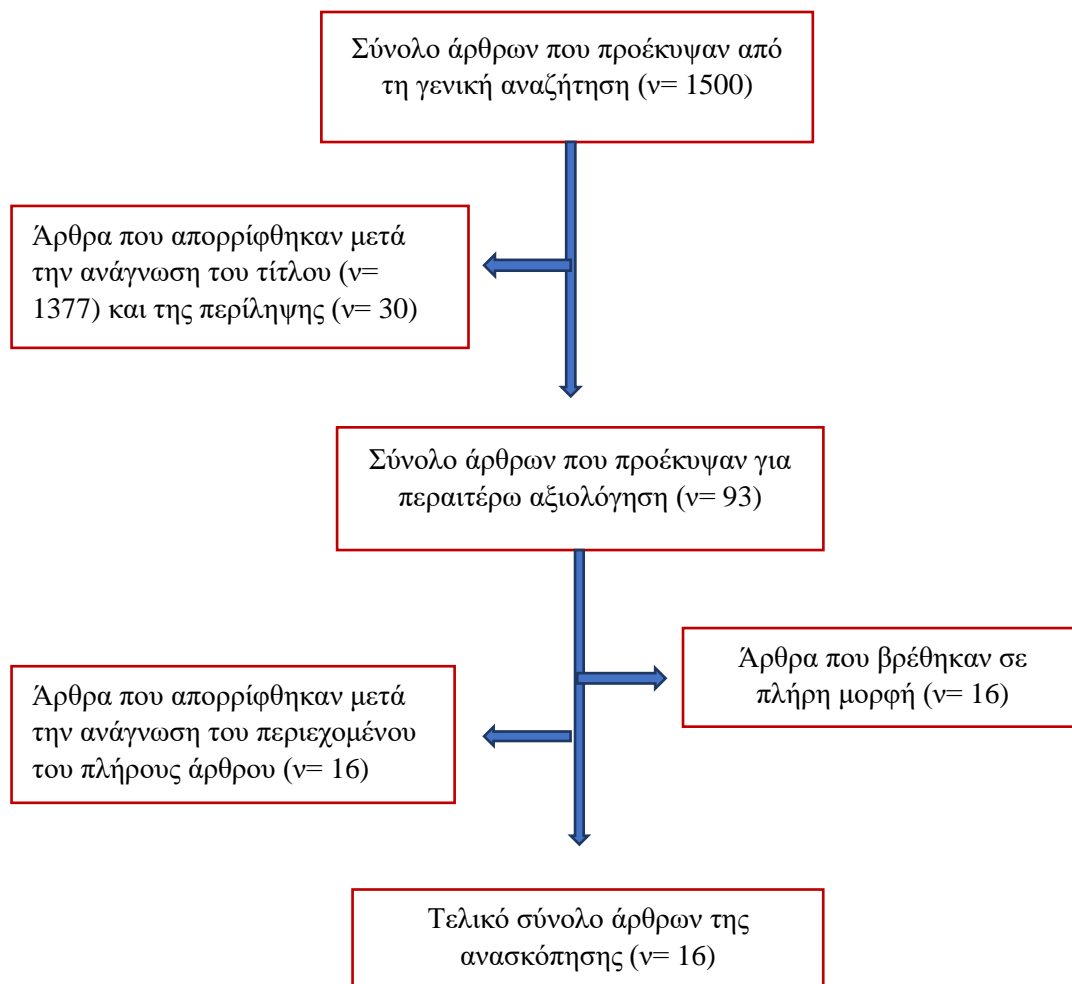 Σύνολο άρθρων που προέκυψαν από
τη γενική αναζήτηση (ν= 1500)
Άρθρα που απορρίφθηκαν μετά
την ανάγνωση του τίτλου (ν=
1377) και της περίληψης (ν= 30)
Σύνολο άρθρων που προέκυψαν για
περαιτέρω αξιολόγηση (ν= 93)
Άρθρα που βρέθηκαν σε
πλήρη μορφή (ν= 16)
Άρθρα που απορρίφθηκαν μετά
την ανάγνωση του περιεχομένου
του πλήρους άρθρου (ν= 16)
Τελικό σύνολο άρθρων της
ανασκόπησης (ν= 16)